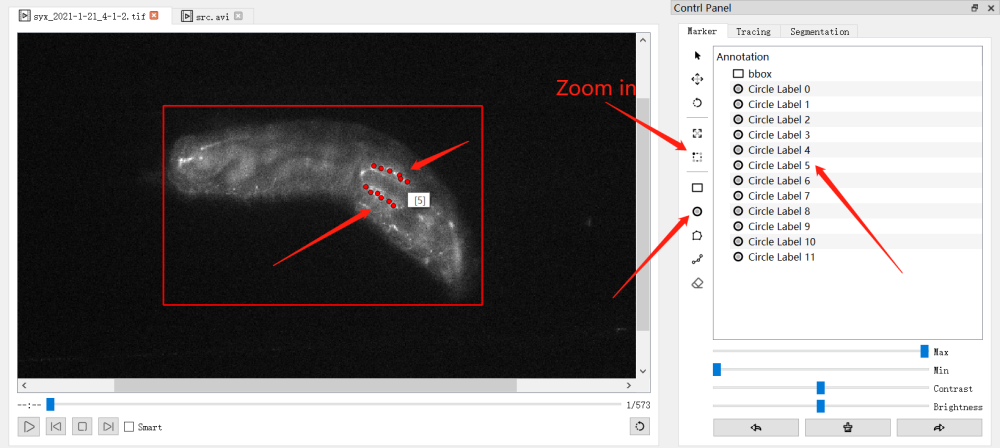 syx_2021-1-21_4-1-2.tif
src.avi
Contrl Panel
Marker
Tracing
Segmentation
Zoom in
Annotation
bbox
Circle Label 0
Circle Label 1
Circle Label 2
Circle Label 3
Circle Label 4
Circle Label 5
Circle Label 6
Circle Label 7
Circle Label 8
Circle Label 9
Circle Label 10
Circle Label 11
[5]
Max
Min
Contrast
Brightness
--:--
1/573
Smart